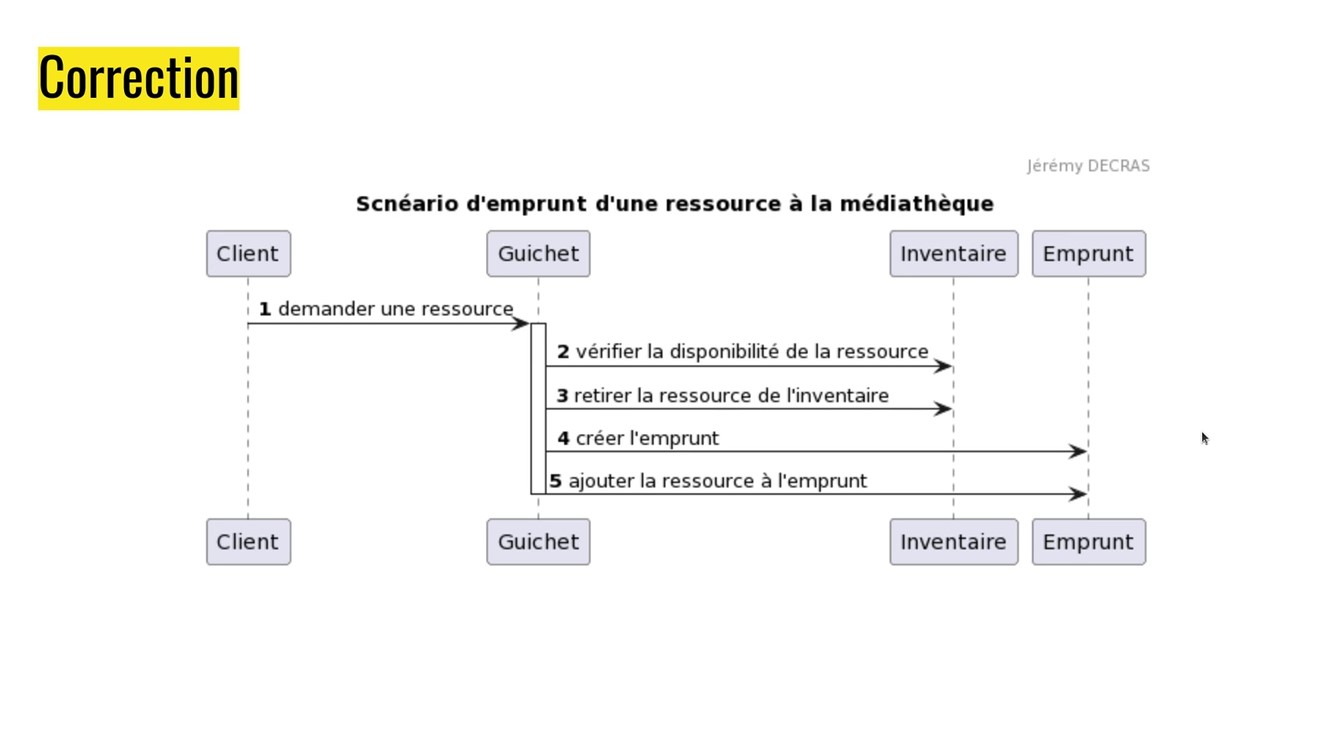 Correction
Jérémy DECRAS
Scnéario d'emprunt d'une ressource à la médiathèque
Client Guichet Inventaire Emprunt
1 demander une ressource
2 vérifier la disponibilité de la ressource
3 retirer la ressource de l'inventaire
4 créer l'emprunt
5 ajouter la ressource à l'emprunt
Client Guichet Inventaire Emprunt